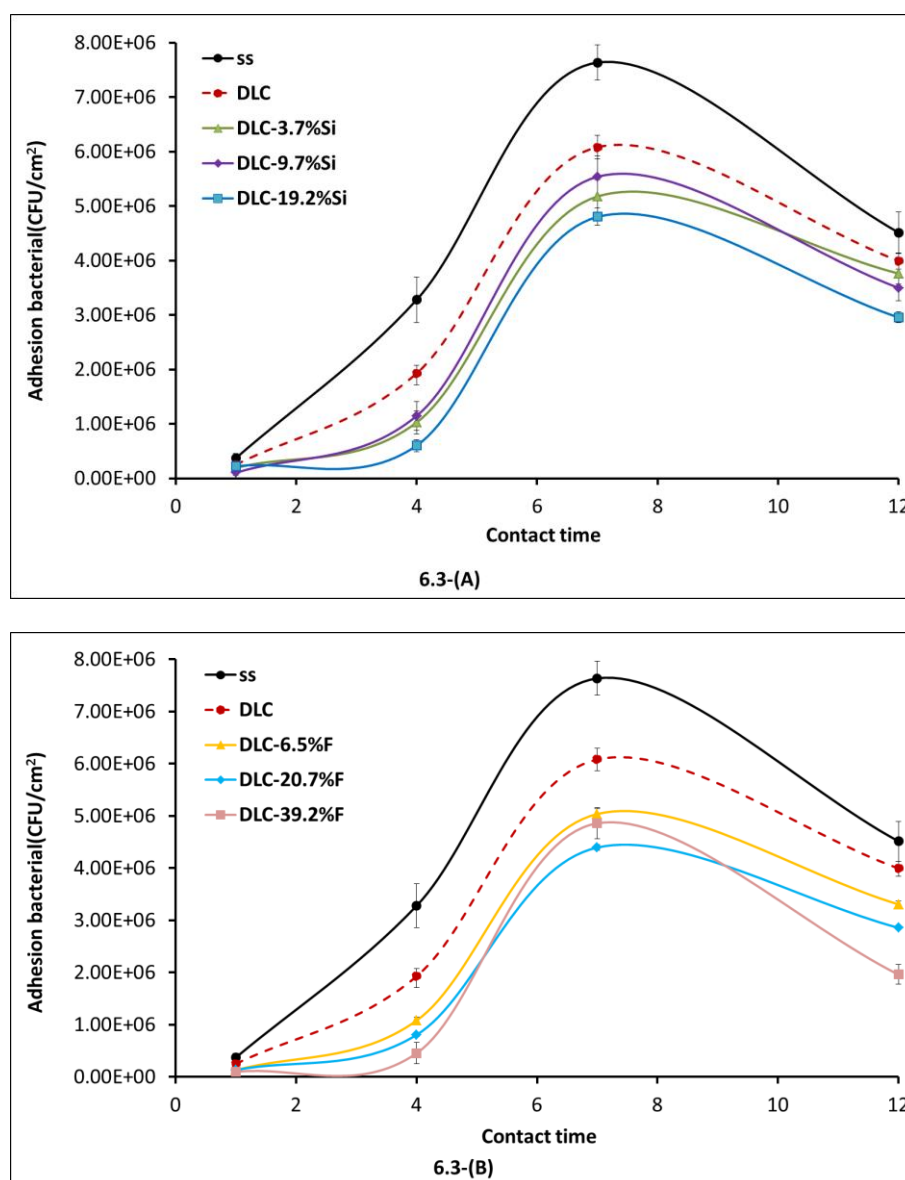 8.00E+06
7.00E+06
6.00E+06
5.00E+06
4.00E+06
3.00E+06
2.00E+06
1.00E+06
0.00E+00
Adhesion bacterial(CFU/cm²)
ss
DLC
DLC-3.7%Si
DLC-9.7%Si
DLC-19.2%Si
0 2 4 6 8 10 12
Contact time
6.3-(A)
8.00E+06
7.00E+06
6.00E+06
5.00E+06
4.00E+06
3.00E+06
2.00E+06
1.00E+06
0.00E+00
Adhesion bacterial(CFU/cm²)
ss
DLC
DLC-6.5%F
DLC-20.7%F
DLC-39.2%F
0 2 4 6 8 10 12
Contact time
6.3-(B)